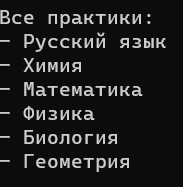 Все практики:
— Русский язык
— Химия
— Математика
— Физика
— Биология
— Геометрия